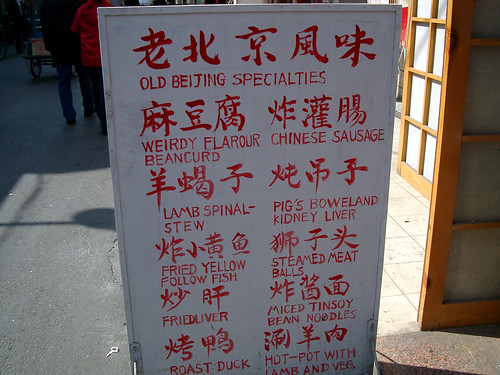 老北京風味
OLD BEIJING SPECIALTIES
麻豆腐 炸灌腸
WEIRDY FLAROUR CHINESE SAUSAGE
BEANCURD
羊蝎子 炖吊子
LAMB SPINAL- PIG'S BOWELAND
STEW KIDNEY LIVER
炸小黄鱼 狮子头
FRIED YELLOW STEAMED MEAT
FOLLOW FISH BALLS
炒肝 炸酱面
FRIEDLIVER MICED TINSOY
BEAN NOODLES
烤鸭 涮羊肉
ROAST DUCK HOT-POT WITH
LAMB AND VEG.